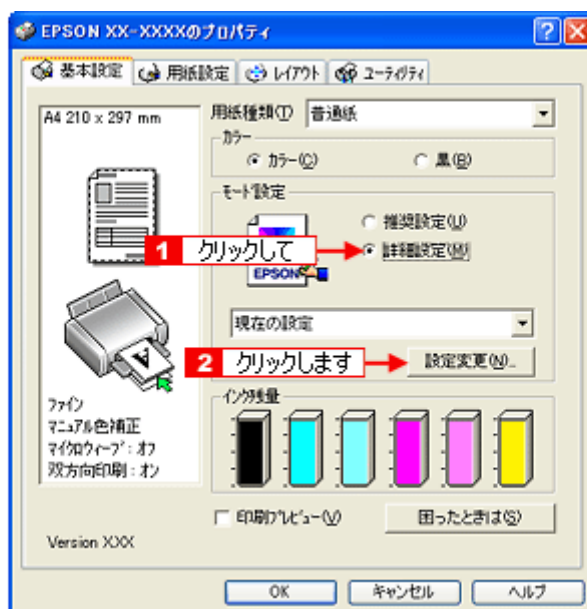 EPSON XX-XXXXのプロパティ
基本設定 用紙設定 レイアウト ユーティリティ
A4 210 x 297 mm
用紙種類(T) 普通紙
カラー
カラー(C) 黒(B)
モード設定
推奨設定(U)
1 クリックして 詳細設定(M)
EPSON
現在の設定
2 クリックします 設定変更(N)...
インク残量
ファイン
マニュアル色補正
マイクロウィーブ : オフ
双方向印刷 : オン
印刷プレビュー(V) 困ったときは(S)
Version XXX
OK キャンセル ヘルプ